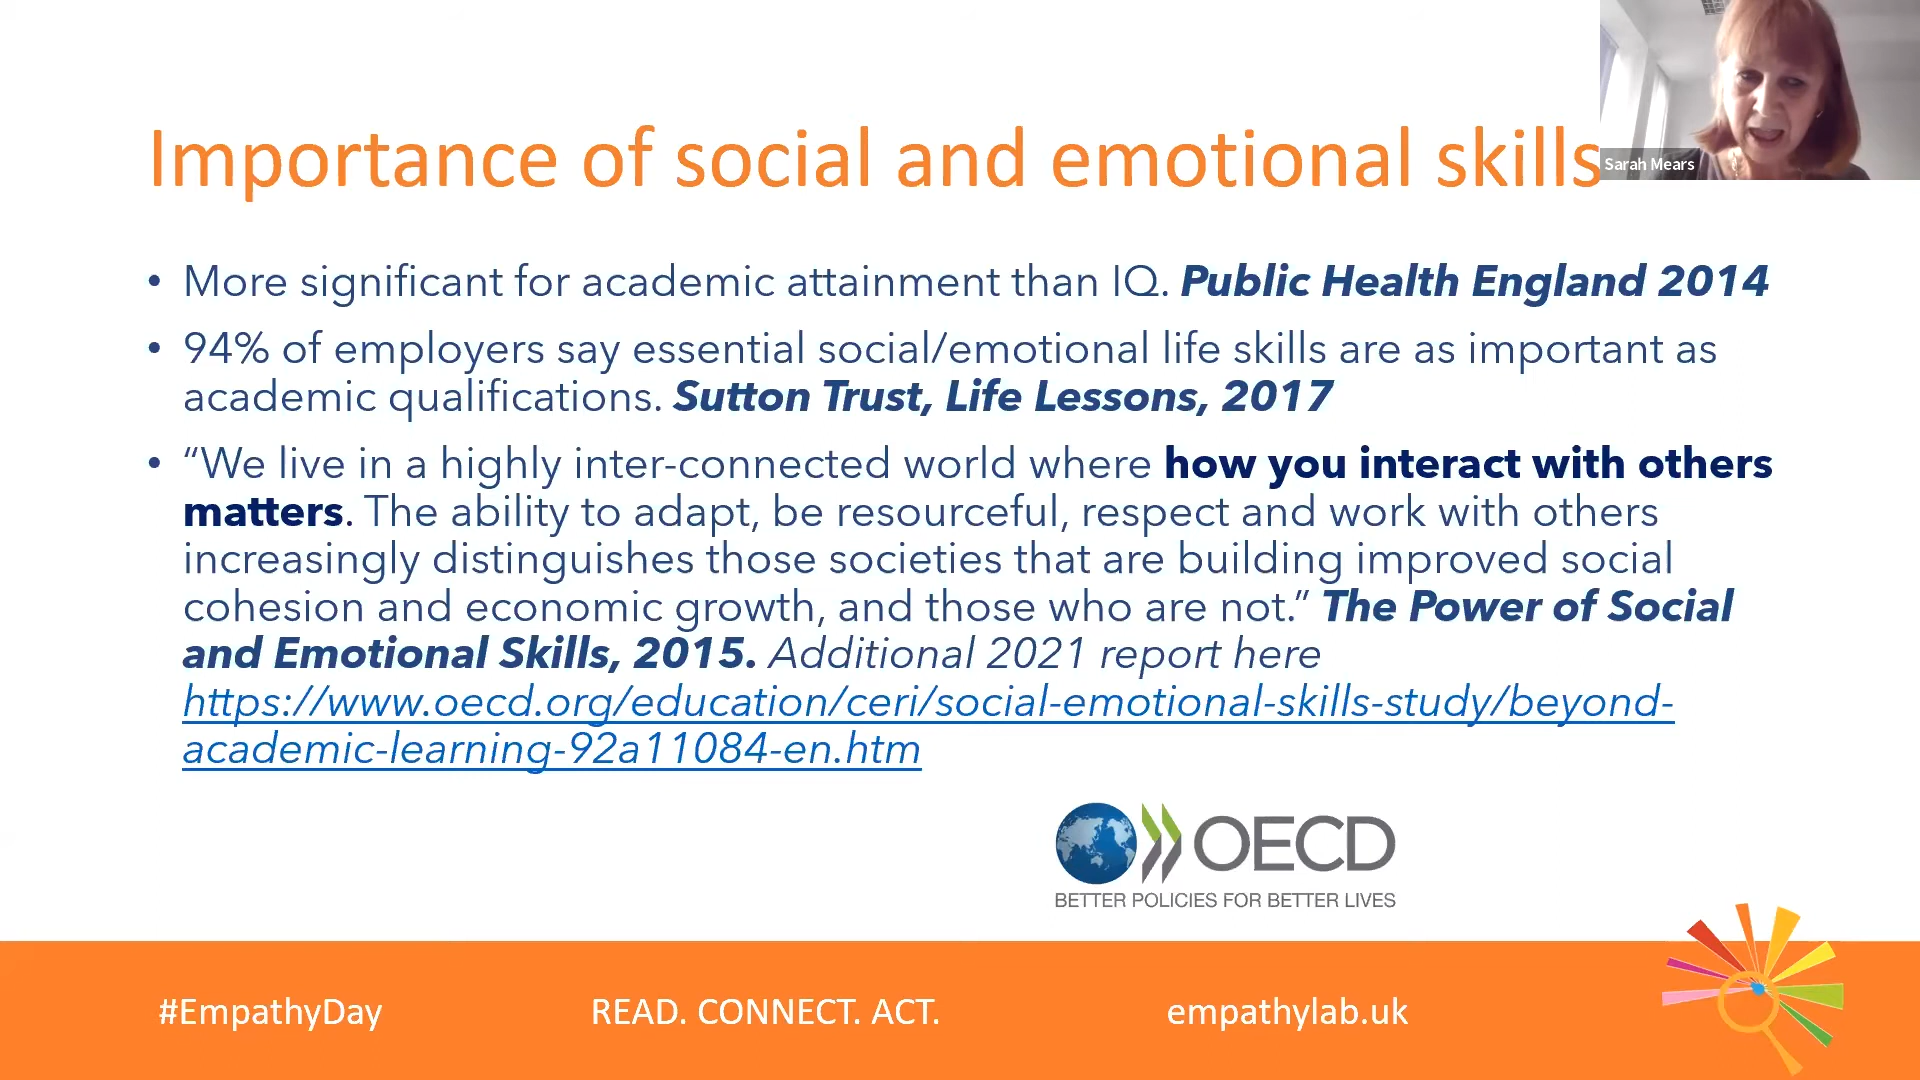 Importance of social and emotional skills
Sarah Mears
• More significant for academic attainment than IQ. Public Health England 2014
• 94% of employers say essential social/emotional life skills are as important as
academic qualifications. Sutton Trust, Life Lessons, 2017
• “We live in a highly inter-connected world where how you interact with others
matters. The ability to adapt, be resourceful, respect and work with others
increasingly distinguishes those societies that are building improved social
cohesion and economic growth, and those who are not.” The Power of Social
and Emotional Skills, 2015. Additional 2021 report here
https://www.oecd.org/education/ceri/social-emotional-skills-study/beyond-
academic-learning-92a11084-en.htm
OECD
BETTER POLICIES FOR BETTER LIVES
#EmpathyDay
READ. CONNECT. ACT.
empathylab.uk